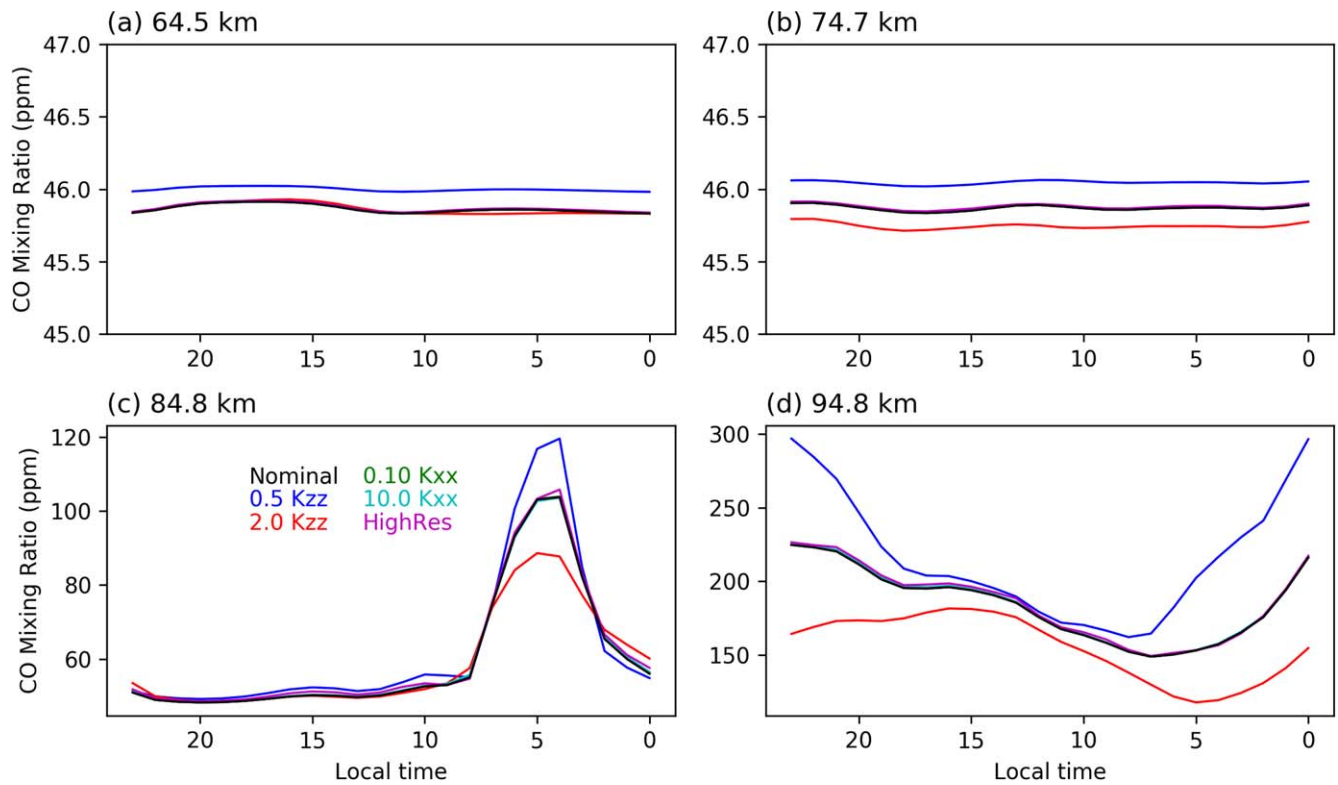 (a) 64.5 km
47.0
46.5
46.0
45.5
45.0
CO Mixing Ratio (ppm)
20 15 10 5 0
(b) 74.7 km
47.0
46.5
46.0
45.5
45.0
20 15 10 5 0
(c) 84.8 km
120
100
80
60
CO Mixing Ratio (ppm)
Nominal 0.10 Kxx
0.5 Kzz 10.0 Kxx
2.0 Kzz HighRes
20 15 10 5 0
Local time
(d) 94.8 km
300
250
200
150
20 15 10 5 0
Local time